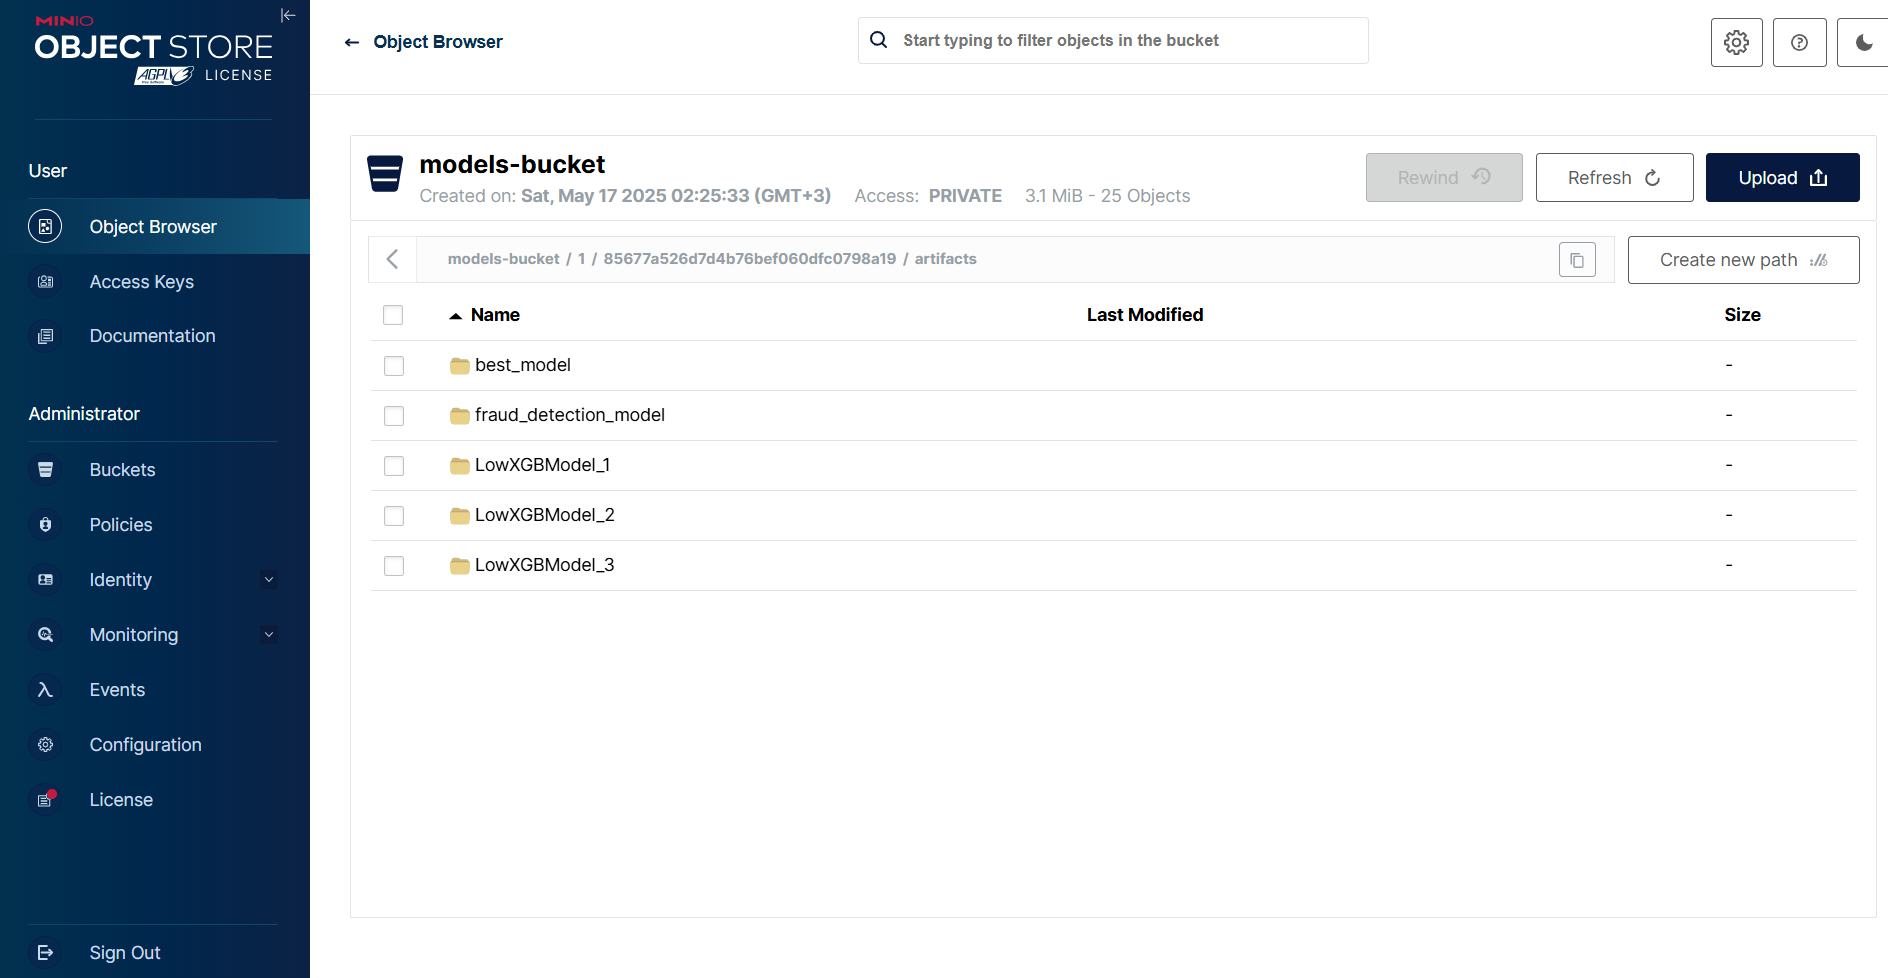 MINIO
OBJECT STORE
AGPL v3 LICENSE
User
Object Browser
Access Keys
Documentation
Administrator
Buckets
Policies
Identity
Monitoring
Events
Configuration
License
Sign Out
Object Browser
Start typing to filter objects in the bucket
models-bucket
Created on: Sat, May 17 2025 02:25:33 (GMT+3) Access: PRIVATE 3.1 MiB - 25 Objects
Rewind
Refresh
Upload
models-bucket / 1 / 85677a526d7d4b76bef060dfc0798a19 / artifacts
Create new path
Name Last Modified Size
best_model -
fraud_detection_model -
LowXGBModel_1 -
LowXGBModel_2 -
LowXGBModel_3 -